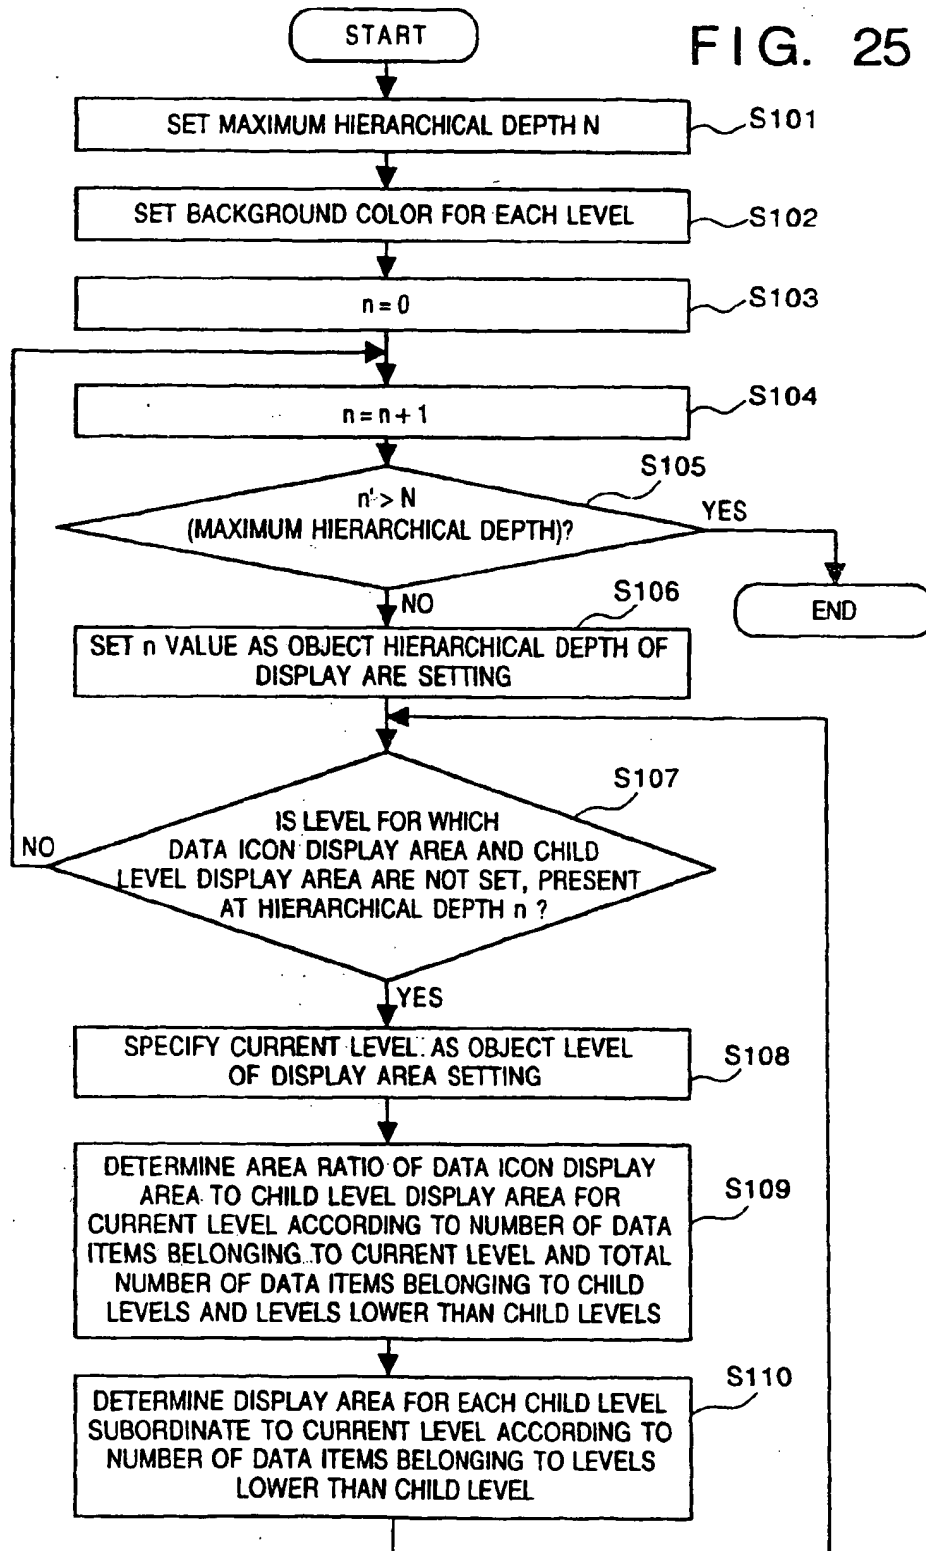 START
FIG. 25
SET MAXIMUM HIERARCHICAL DEPTH N
S101
SET BACKGROUND COLOR FOR EACH LEVEL
S102
n = 0
S103
n = n + 1
S104
S105
n' > N
(MAXIMUM HIERARCHICAL DEPTH)?
YES
END
NO
S106
SET n VALUE AS OBJECT HIERARCHICAL DEPTH OF
DISPLAY ARE SETTING
S107
IS LEVEL FOR WHICH
DATA ICON DISPLAY AREA AND CHILD
LEVEL DISPLAY AREA ARE NOT SET, PRESENT
AT HIERARCHICAL DEPTH n ?
NO
YES
SPECIFY CURRENT LEVEL AS OBJECT LEVEL
OF DISPLAY AREA SETTING
S108
DETERMINE AREA RATIO OF DATA ICON DISPLAY
AREA TO CHILD LEVEL DISPLAY AREA FOR
CURRENT LEVEL ACCORDING TO NUMBER OF DATA
ITEMS BELONGING TO CURRENT LEVEL AND TOTAL
NUMBER OF DATA ITEMS BELONGING TO CHILD
LEVELS AND LEVELS LOWER THAN CHILD LEVELS
S109
DETERMINE DISPLAY AREA FOR EACH CHILD LEVEL
SUBORDINATE TO CURRENT LEVEL ACCORDING TO
NUMBER OF DATA ITEMS BELONGING TO LEVELS
LOWER THAN CHILD LEVEL
S110